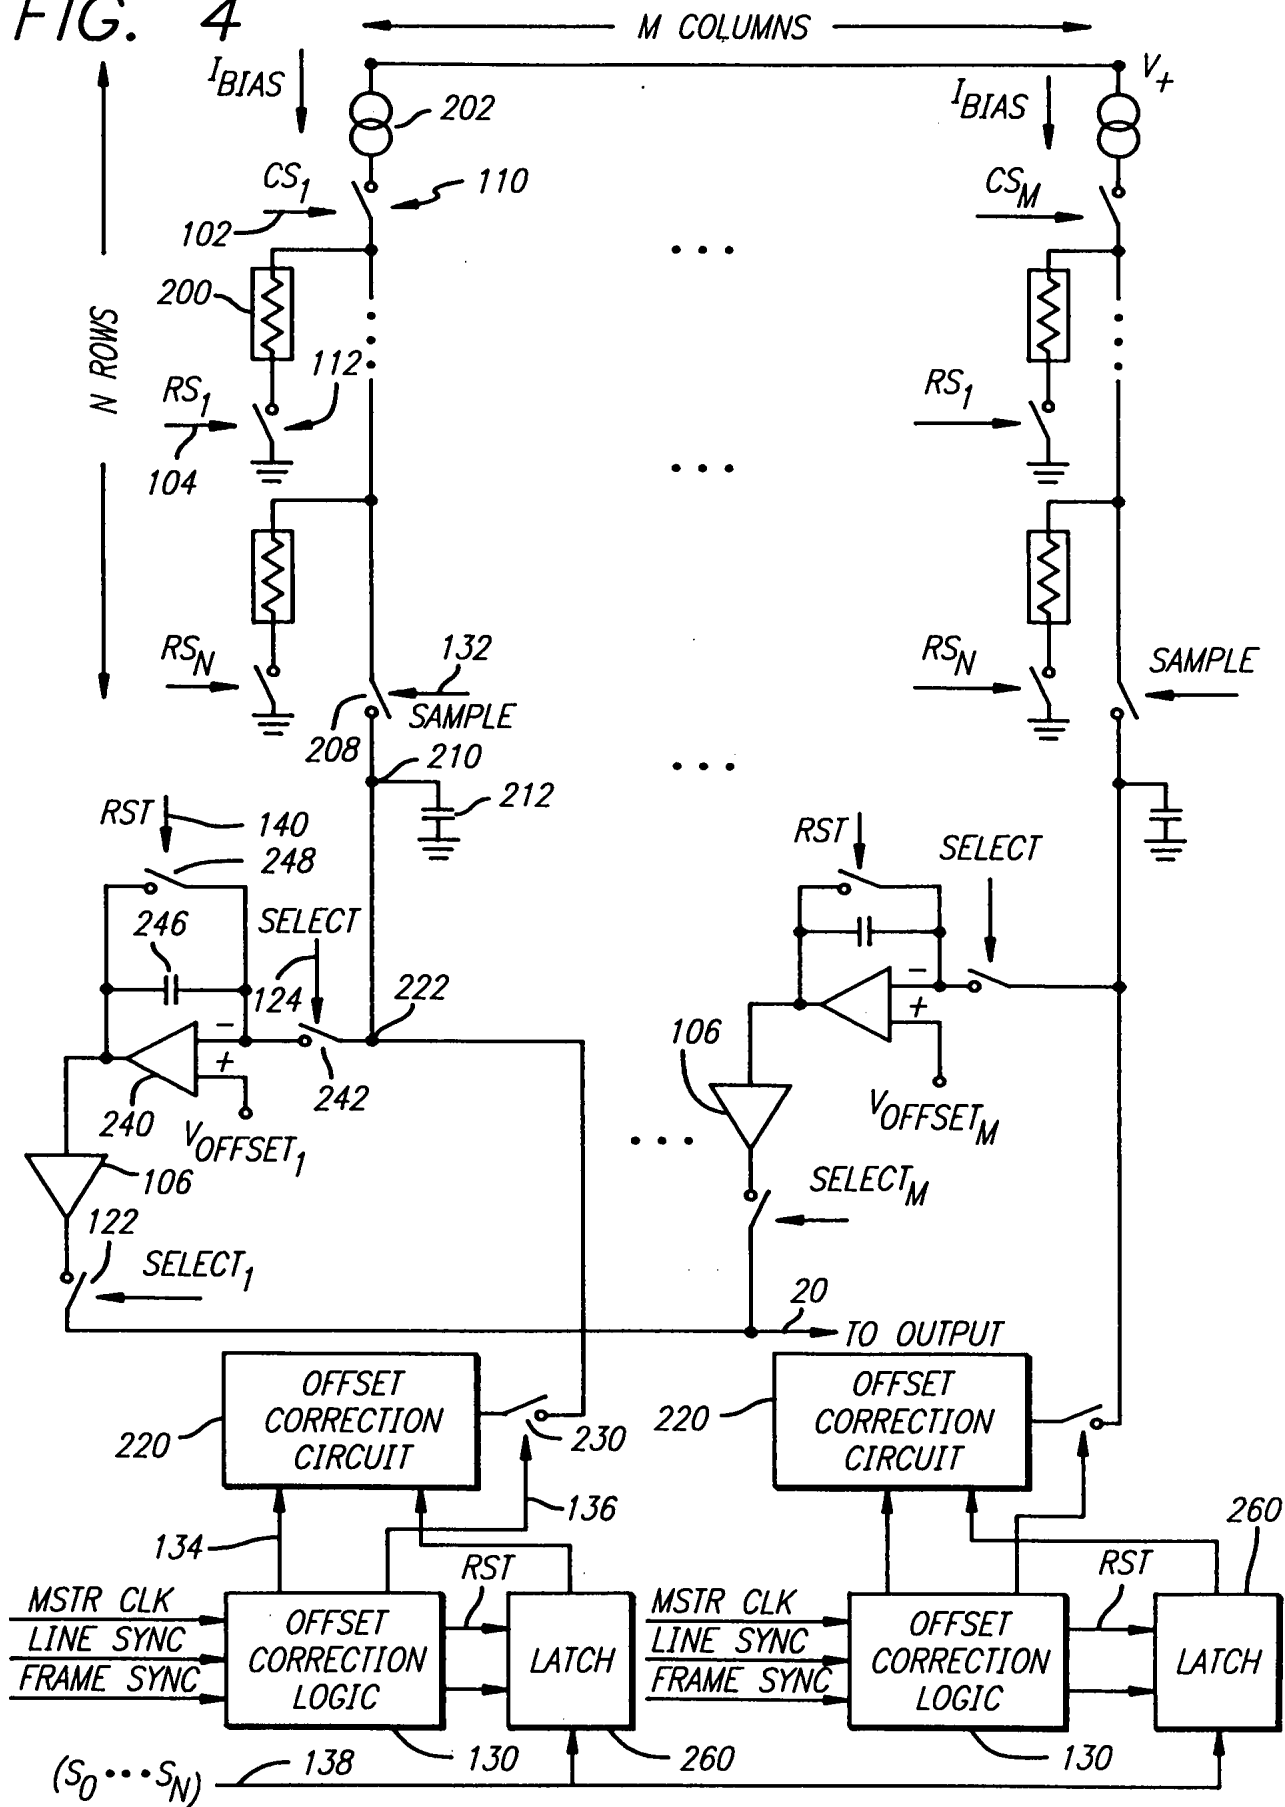 FIG. 4
M COLUMNS
I BIAS
202
I BIAS
V+
CS1
110
CSM
102
200
N ROWS
112
RS1
RS1
104
RSN
132
RSN
SAMPLE
SAMPLE
208
210
212
RST
140
RST
SELECT
248
246
SELECT
124
222
−
+
−
+
106
240
242
VOFFSET1
VOFFSETM
106
SELECTM
122
SELECT1
20
TO OUTPUT
OFFSET CORRECTION CIRCUIT
OFFSET CORRECTION CIRCUIT
220
230
220
136
134
260
RST
RST
MSTR CLK
LINE SYNC
FRAME SYNC
OFFSET CORRECTION LOGIC
LATCH
MSTR CLK
LINE SYNC
FRAME SYNC
OFFSET CORRECTION LOGIC
LATCH
130
260
130
(S0 ••• SN)
138